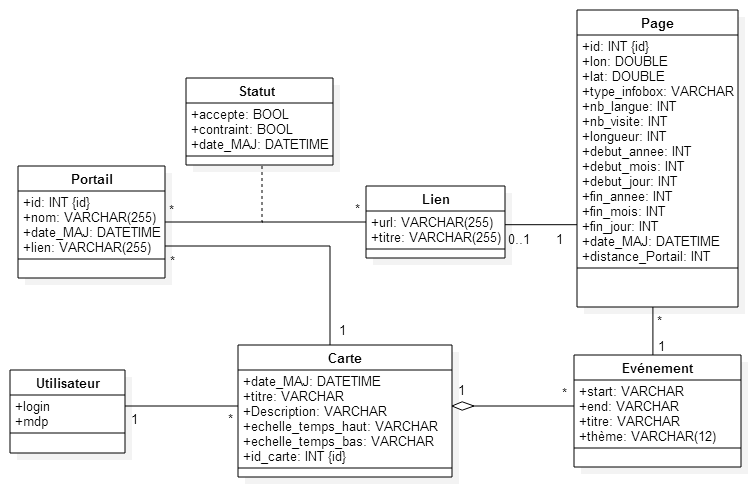 Page
+id: INT {id}
+lon: DOUBLE
+lat: DOUBLE
+type_infobox: VARCHAR
+nb_langue: INT
+nb_visite: INT
+longueur: INT
+debut_annee: INT
+debut_mois: INT
+debut_jour: INT
+fin_annee: INT
+fin_mois: INT
+fin_jour: INT
+date_MAJ: DATETIME
+distance_Portail: INT
Statut
+accepte: BOOL
+contraint: BOOL
+date_MAJ: DATETIME
Portail
+id: INT {id}
+nom: VARCHAR(255)
+date_MAJ: DATETIME
+lien: VARCHAR(255)
*
*
Lien
+url: VARCHAR(255)
+titre: VARCHAR(255)
0..1
1
*
1
*
1
Carte
+date_MAJ: DATETIME
+titre: VARCHAR
+Description: VARCHAR
+echelle_temps_haut: VARCHAR
+echelle_temps_bas: VARCHAR
+id_carte: INT {id}
Utilisateur
+login
+mdp
1
*
1
*
Evénement
+start: VARCHAR
+end: VARCHAR
+titre: VARCHAR
+thème: VARCHAR(12)